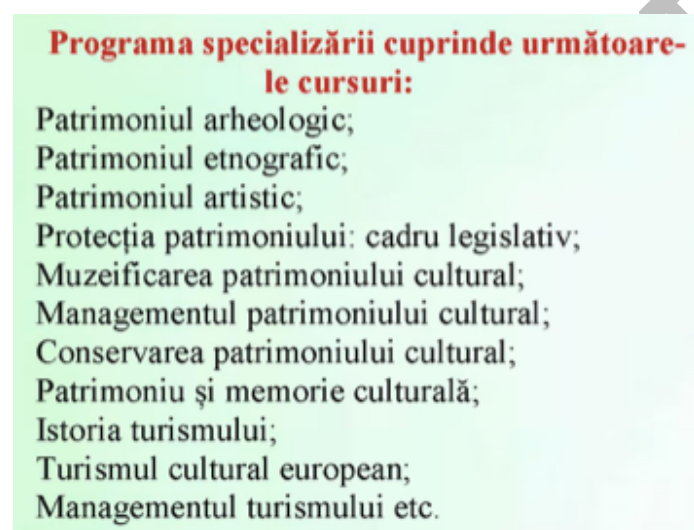 Programa specializării cuprinde următoare-
le cursuri:
Patrimoniul arheologic;
Patrimoniul etnografic;
Patrimoniul artistic;
Protecția patrimoniului: cadru legislativ;
Muzeificarea patrimoniului cultural;
Managementul patrimoniului cultural;
Conservarea patrimoniului cultural;
Patrimoniu și memorie culturală;
Istoria turismului;
Turismul cultural european;
Managementul turismului etc.